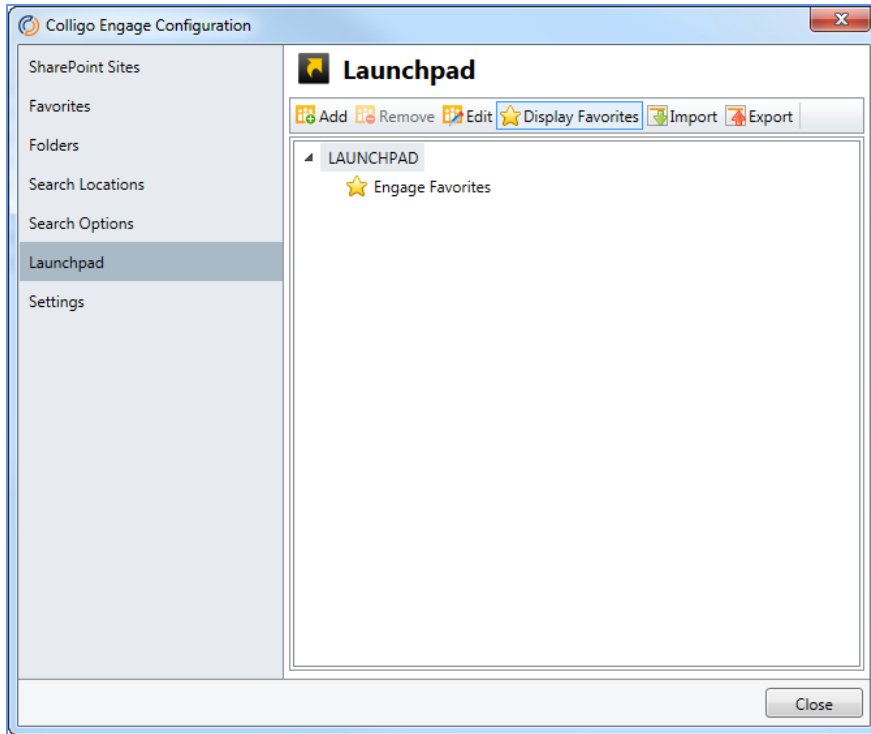 Colligo Engage Configuration
SharePoint Sites
Favorites
Folders
Search Locations
Search Options
Launchpad
Settings
Launchpad
Add Remove Edit Display Favorites Import Export
LAUNCHPAD
Engage Favorites
Close